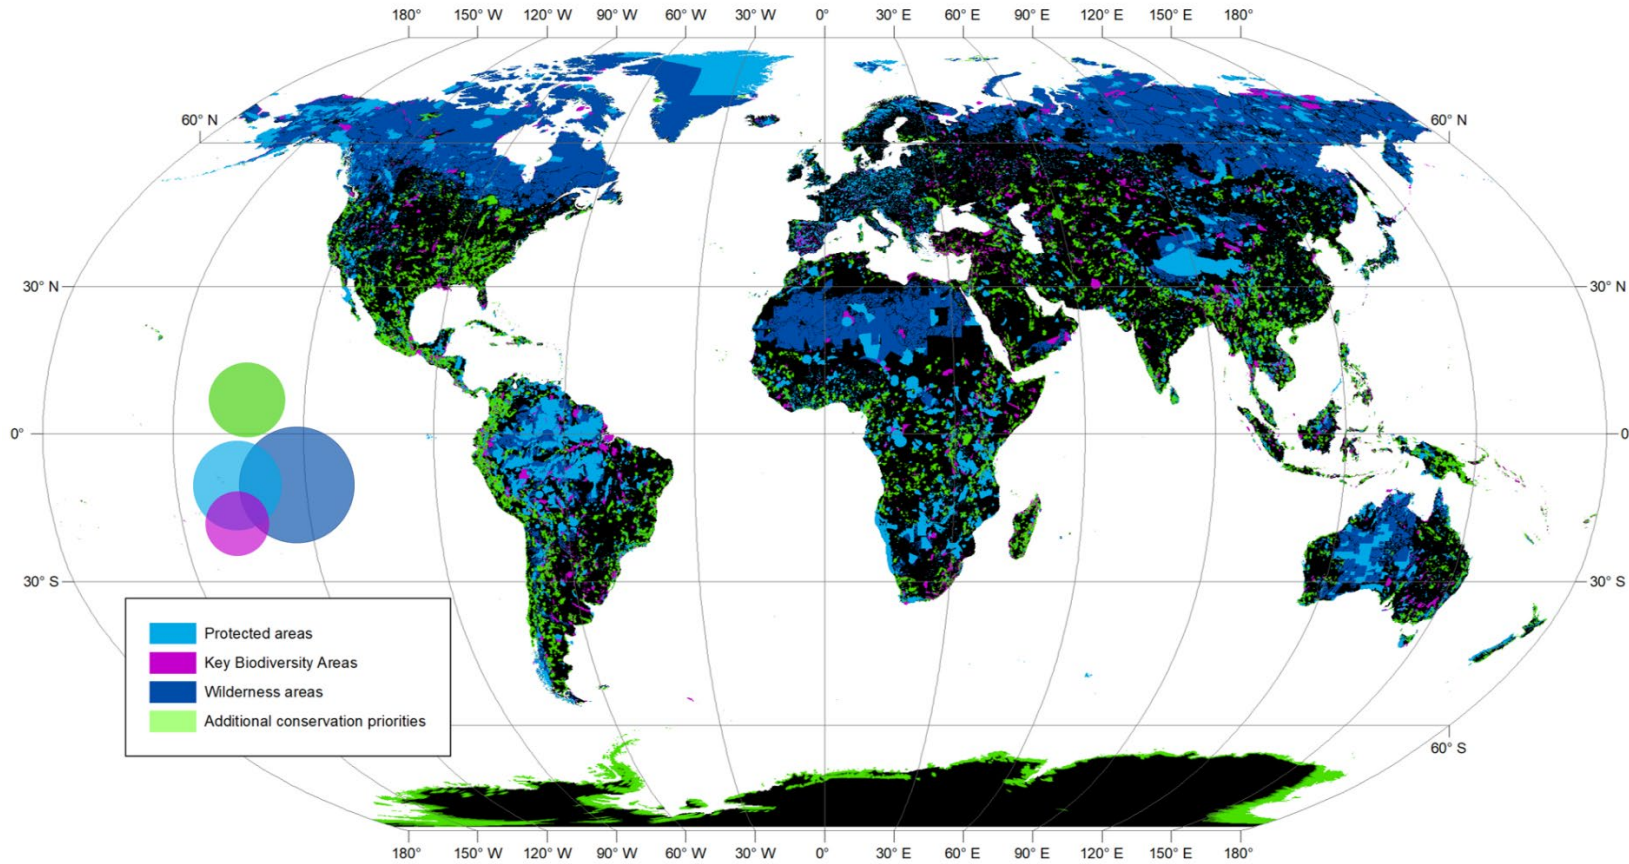 180° 150° W 120° W 90° W 60° W 30° W 0° 30° E 60° E 90° E 120° E 150° E 180°
60° N 60° N
30° N 30° N
0° 0
30° S 30° S
Protected areas
Key Biodiversity Areas
Wilderness areas
Additional conservation priorities
60° S
180° 150° W 120° W 90° W 60° W 30° W 0° 30° E 60° E 90° E 120° E 150° E 180°